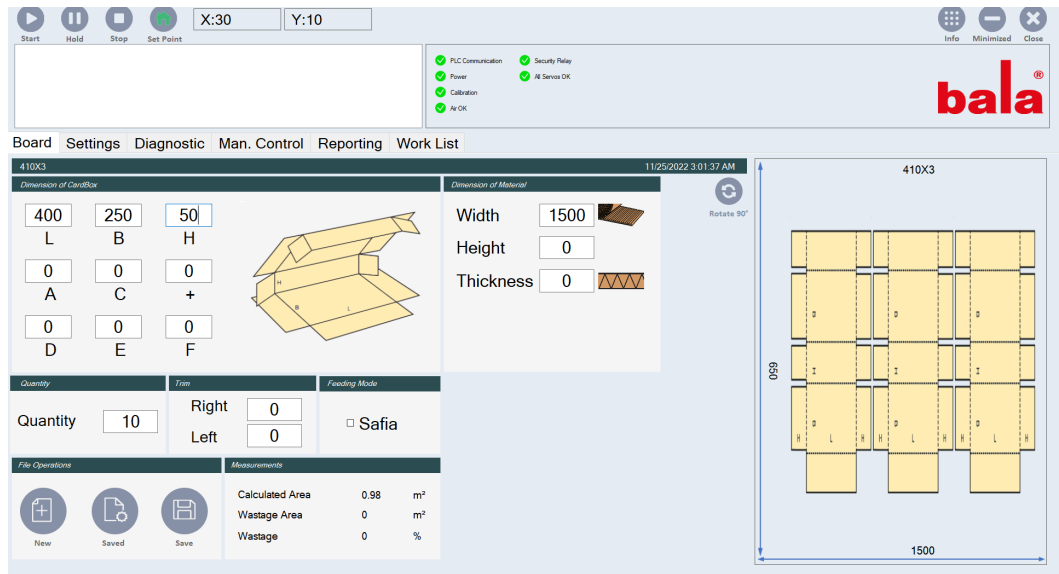 X:30 Y:10
Start Hold Stop Set Point Info Minimized Close
PLC Communication Security Relay
Power All Servos OK
Calibration
Air OK
bala ®
Board Settings Diagnostic Man. Control Reporting Work List
410X3 11/25/2022 3:01:37 AM
Dimension of CardBox
400 250 50
L B H
0 0 0
A C +
0 0 0
D E F
H
B L
Dimension of Material
Width 1500
Height 0
Thickness 0
Rotate 90°
Quantity
Quantity 10
Trim
Right 0
Left 0
Feeding Mode
Safia
File Operations
New Saved Save
Measurements
Calculated Area 0.98 m²
Wastage Area 0 m²
Wastage 0 %
410X3
650
H L H H L H H L H
1500